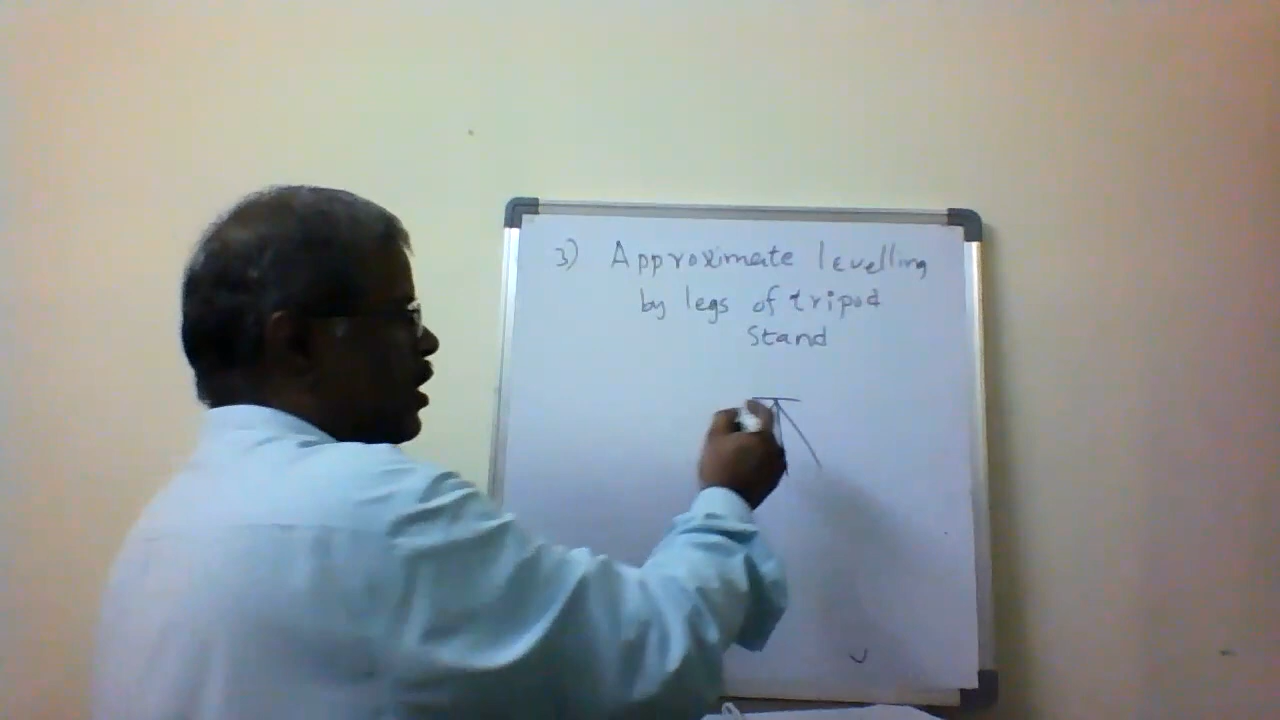 3) Approximate levelling
by legs of tripod
Stand